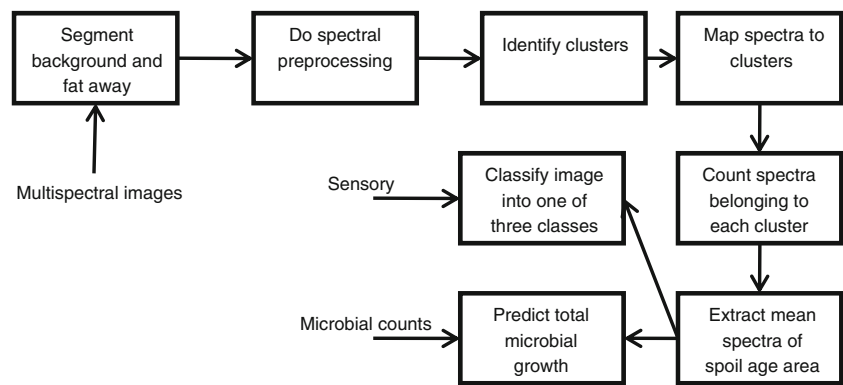 Segment
background and
fat away
Do spectral
preprocessing
Identify clusters
Map spectra to
clusters
Multispectral images
Sensory
Classify image
into one of
three classes
Count spectra
belonging to
each cluster
Microbial counts
Predict total
microbial
growth
Extract mean
spectra of
spoil age area